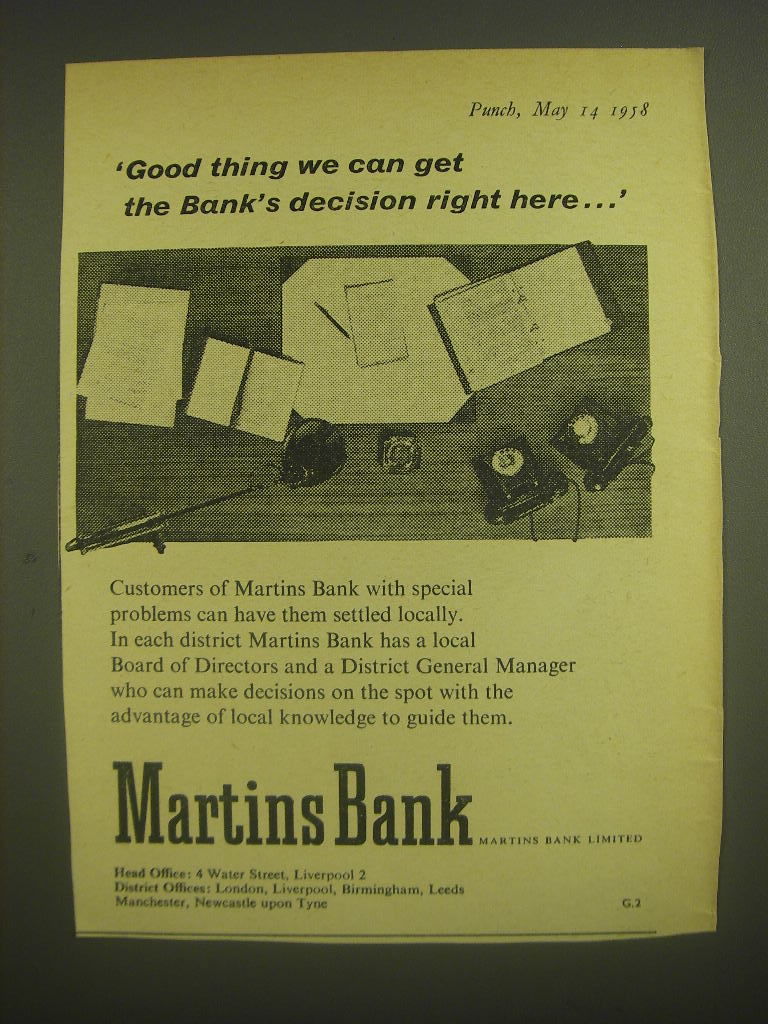 Punch, May 14 1958
‘Good thing we can get
the Bank’s decision right here...’
Customers of Martins Bank with special
problems can have them settled locally.
In each district Martins Bank has a local
Board of Directors and a District General Manager
who can make decisions on the spot with the
advantage of local knowledge to guide them.
Martins Bank MARTINS BANK LIMITED
Head Office: 4 Water Street, Liverpool 2
District Offices: London, Liverpool, Birmingham, Leeds
Manchester, Newcastle upon Tyne
G.2